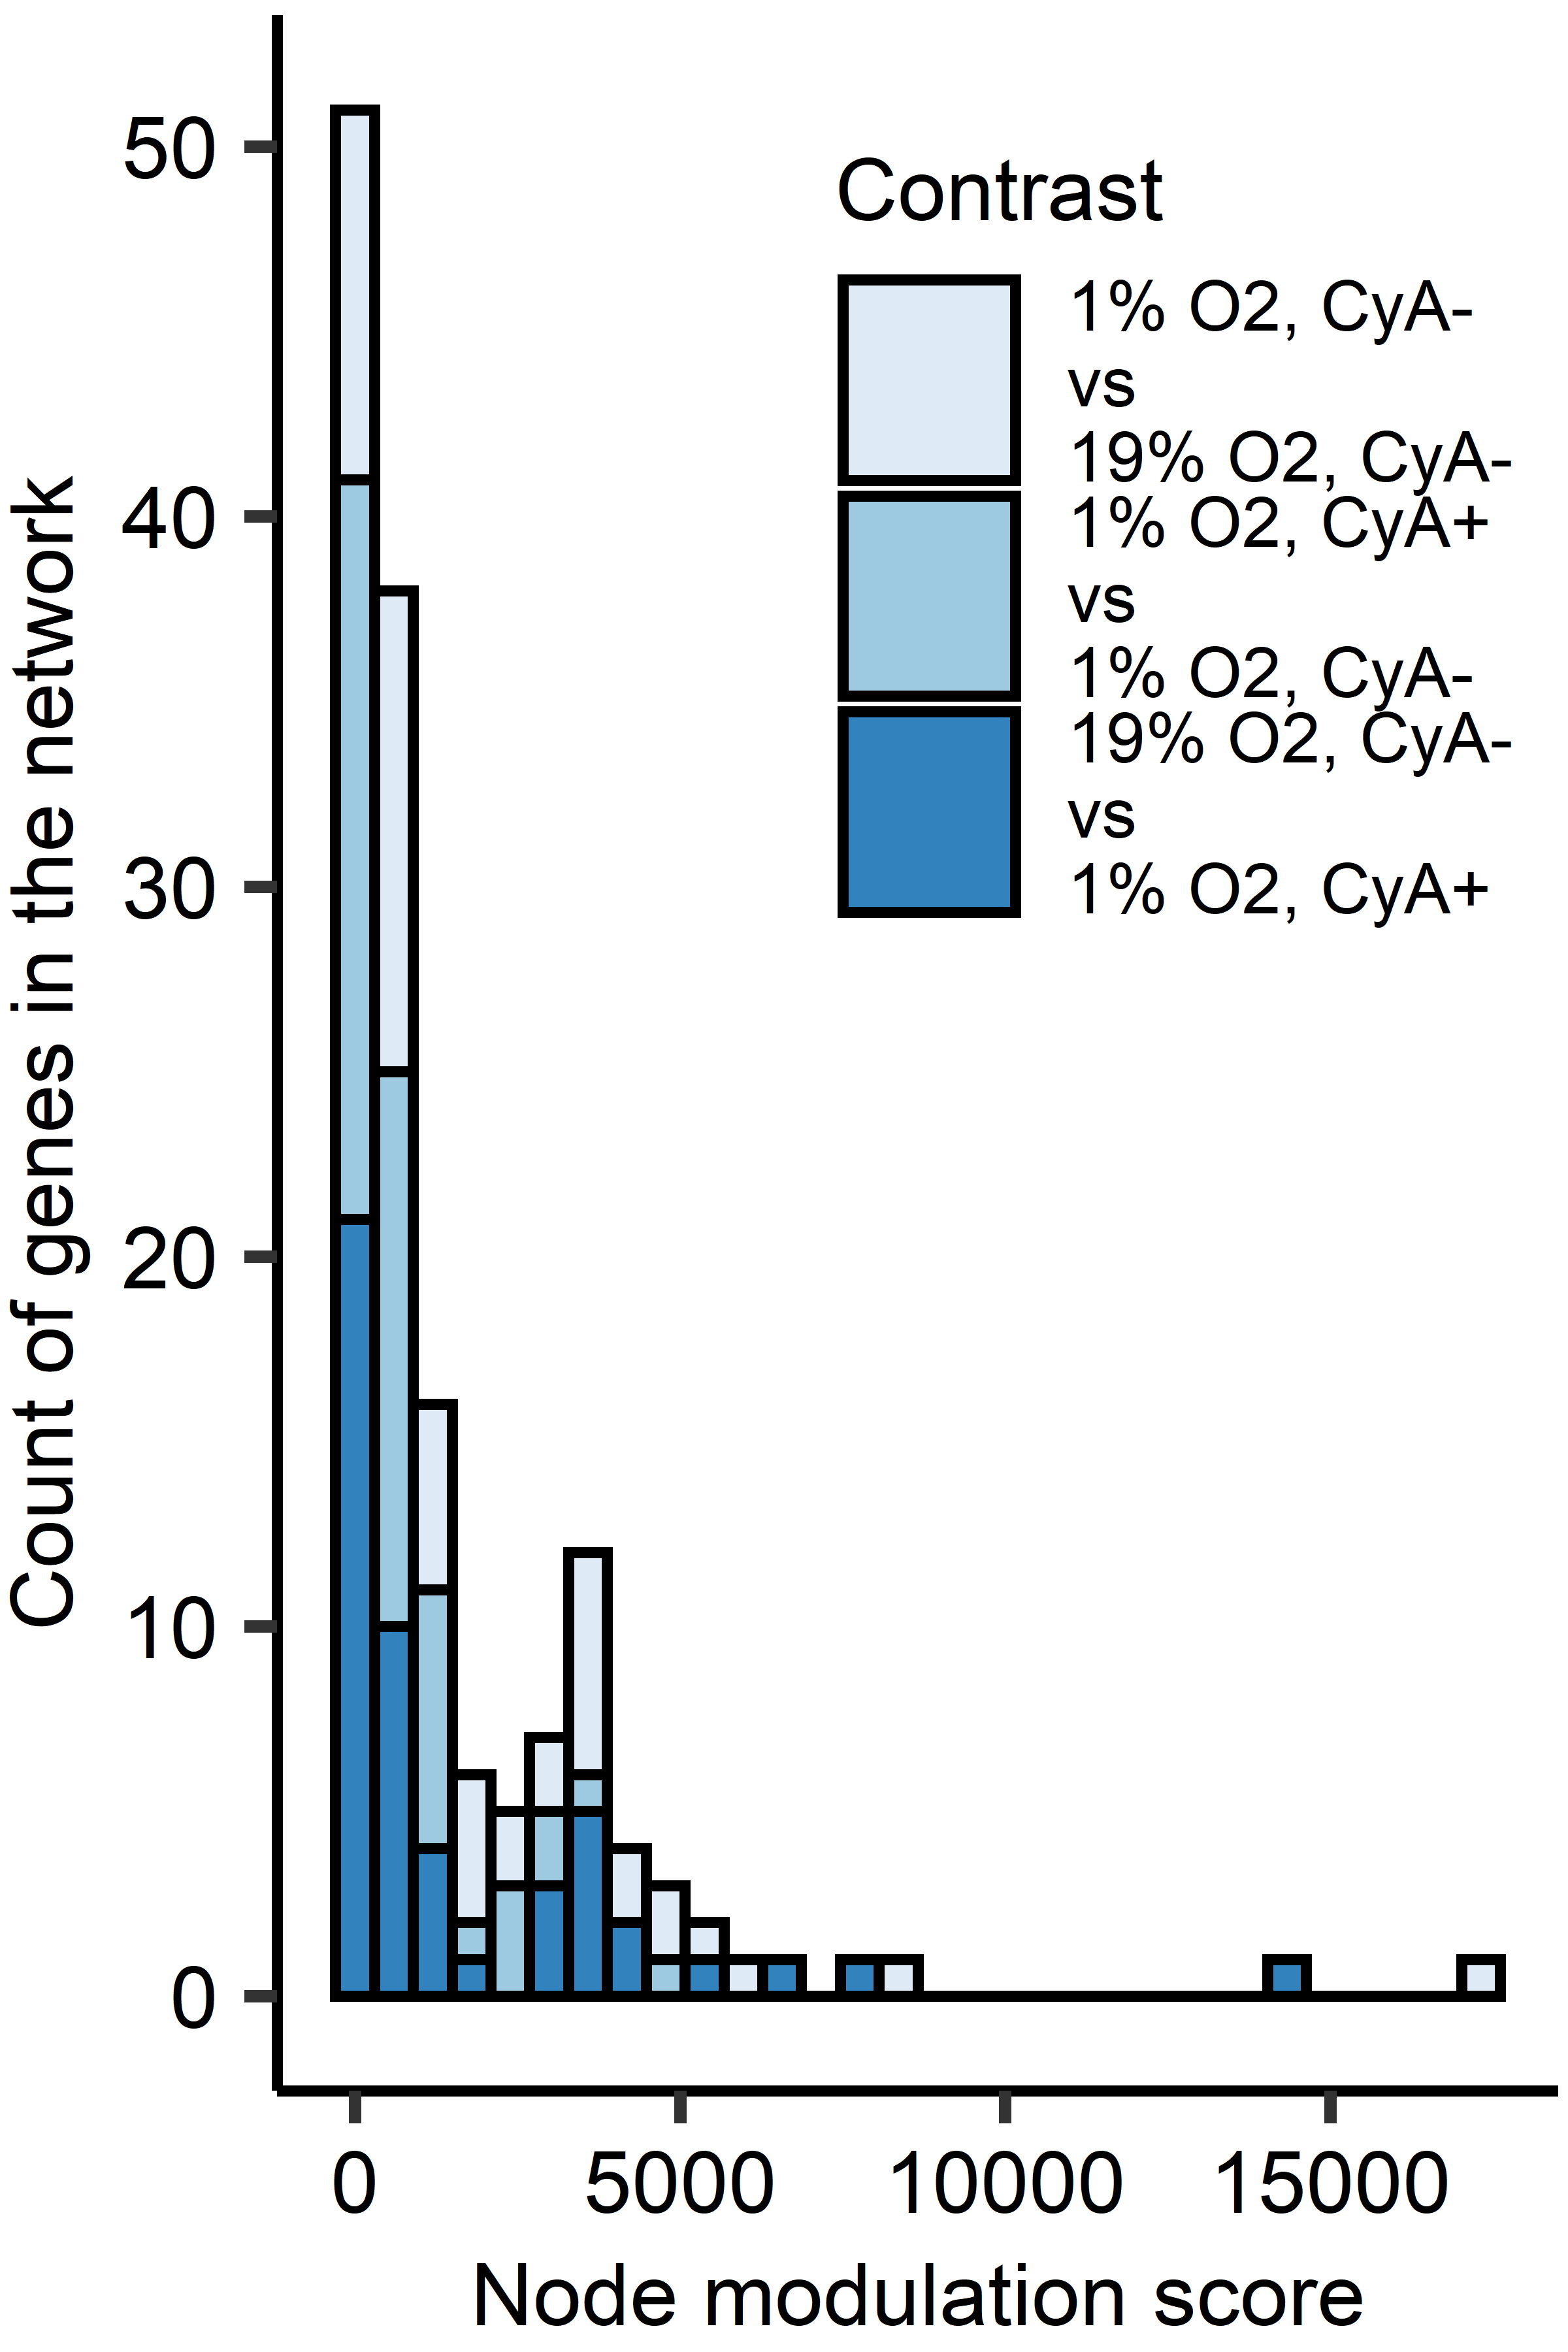 Contrast
1% O2, CyA-
vs
19% O2, CyA-
1% O2, CyA+
vs
1% O2, CyA-
19% O2, CyA-
vs
1% O2, CyA+
Count of genes in the network
50
40
30
20
10
0
0 5000 10000 15000
Node modulation score